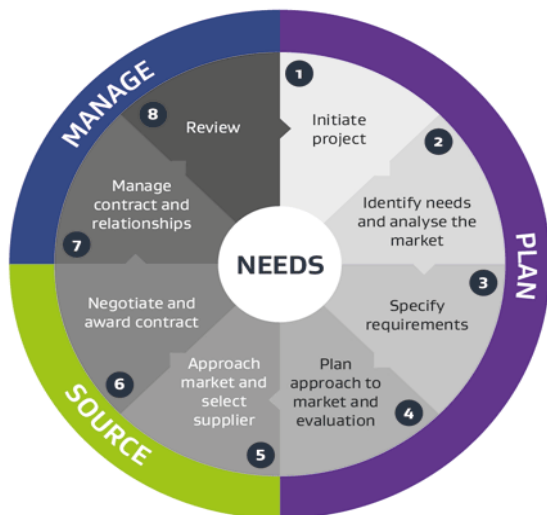 MANAGE
PLAN
SOURCE
NEEDS
1
Initiate
project
2
Identify needs
and analyse the
market
3
Specify
requirements
4
Plan
approach to
market and
evaluation
5
Approach
market and
select
supplier
6
Negotiate and
award contract
7
Manage
contract and
relationships
8
Review